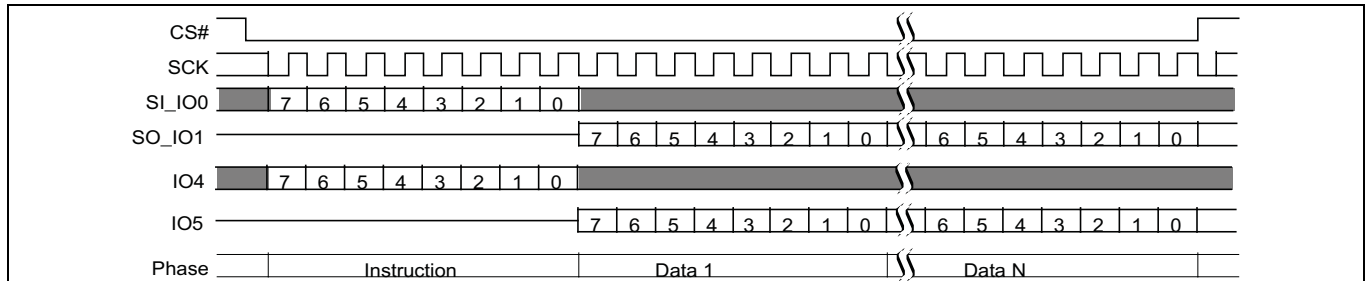 CS#
SCK
SI_IO0 7 6 5 4 3 2 1 0
SO_IO1 7 6 5 4 3 2 1 0 6 5 4 3 2 1 0
IO4 7 6 5 4 3 2 1 0
IO5 7 6 5 4 3 2 1 0 6 5 4 3 2 1 0
Phase Instruction Data 1 Data N